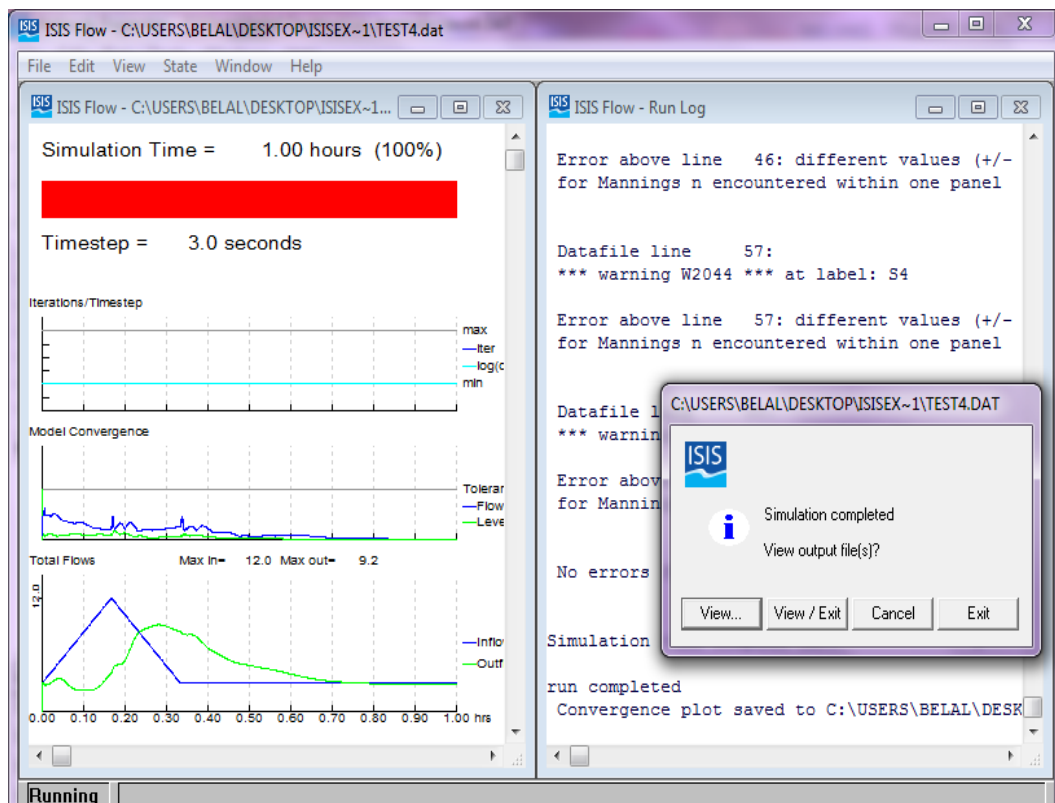 ISIS Flow - C:\USERS\BELAL\DESKTOP\ISISEX~1\TEST4.dat
File Edit View State Window Help
ISIS Flow - C:\USERS\BELAL\DESKTOP\ISISEX~1...
Simulation Time = 1.00 hours (100%)
Timestep = 3.0 seconds
Iterations/Timestep
max
Iter
log(c
min
Model Convergence
Tolerar
Flow
Leve
Total Flows Max in= 12.0 Max out= 9.2
12.0
Inflo
Outf
0.00 0.10 0.20 0.30 0.40 0.50 0.60 0.70 0.80 0.90 1.00 hrs
ISIS Flow - Run Log
Error above line 46: different values (+/-
for Mannings n encountered within one panel
Datafile line 57:
*** warning W2044 *** at label: S4
Error above line 57: different values (+/-
for Mannings n encountered within one panel
Datafile l
*** warnin
Error abov
for Mannin
No errors
Simulation
run completed
Convergence plot saved to C:\USERS\BELAL\DESK
C:\USERS\BELAL\DESKTOP\ISISEX~1\TEST4.DAT
ISIS
Simulation completed
View output file(s)?
View... View / Exit Cancel Exit
Running